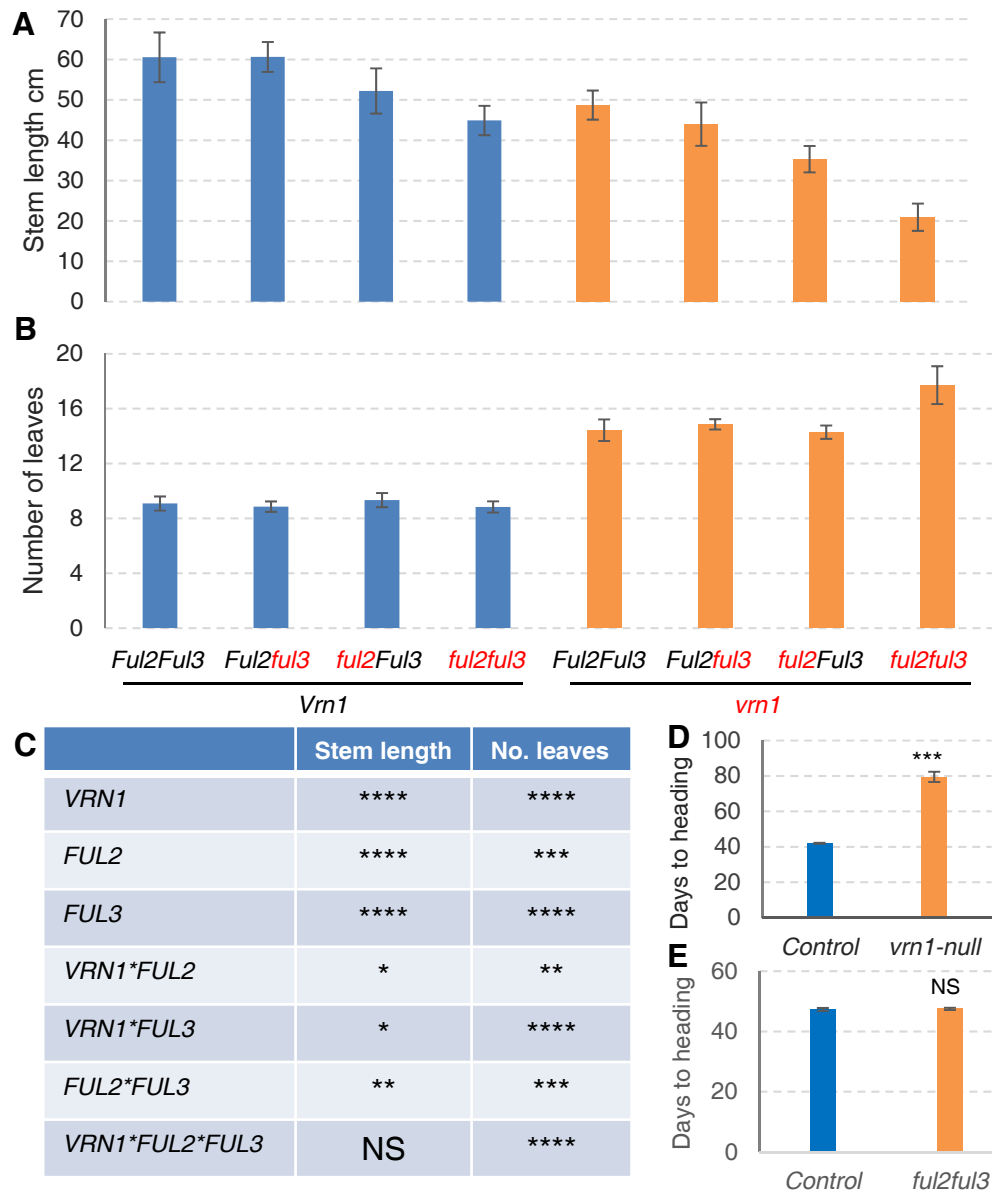 A
Stem length cm
70
60
50
40
30
20
10
0
B
Number of leaves
20
16
12
8
4
0
Ful2Ful3 Ful2ful3 ful2Ful3 ful2ful3 Ful2Ful3 Ful2ful3 ful2Ful3 ful2ful3
Vrn1 vrn1
C
Stem length No. leaves
VRN1 **** ****
FUL2 **** ***
FUL3 **** ****
VRN1*FUL2 * **
VRN1*FUL3 * ****
FUL2*FUL3 ** ***
VRN1*FUL2*FUL3 NS ****
D
Days to heading
100
80
60
40
20
0
***
Control vrn1-null
E
Days to heading
60
40
20
0
NS
Control ful2ful3